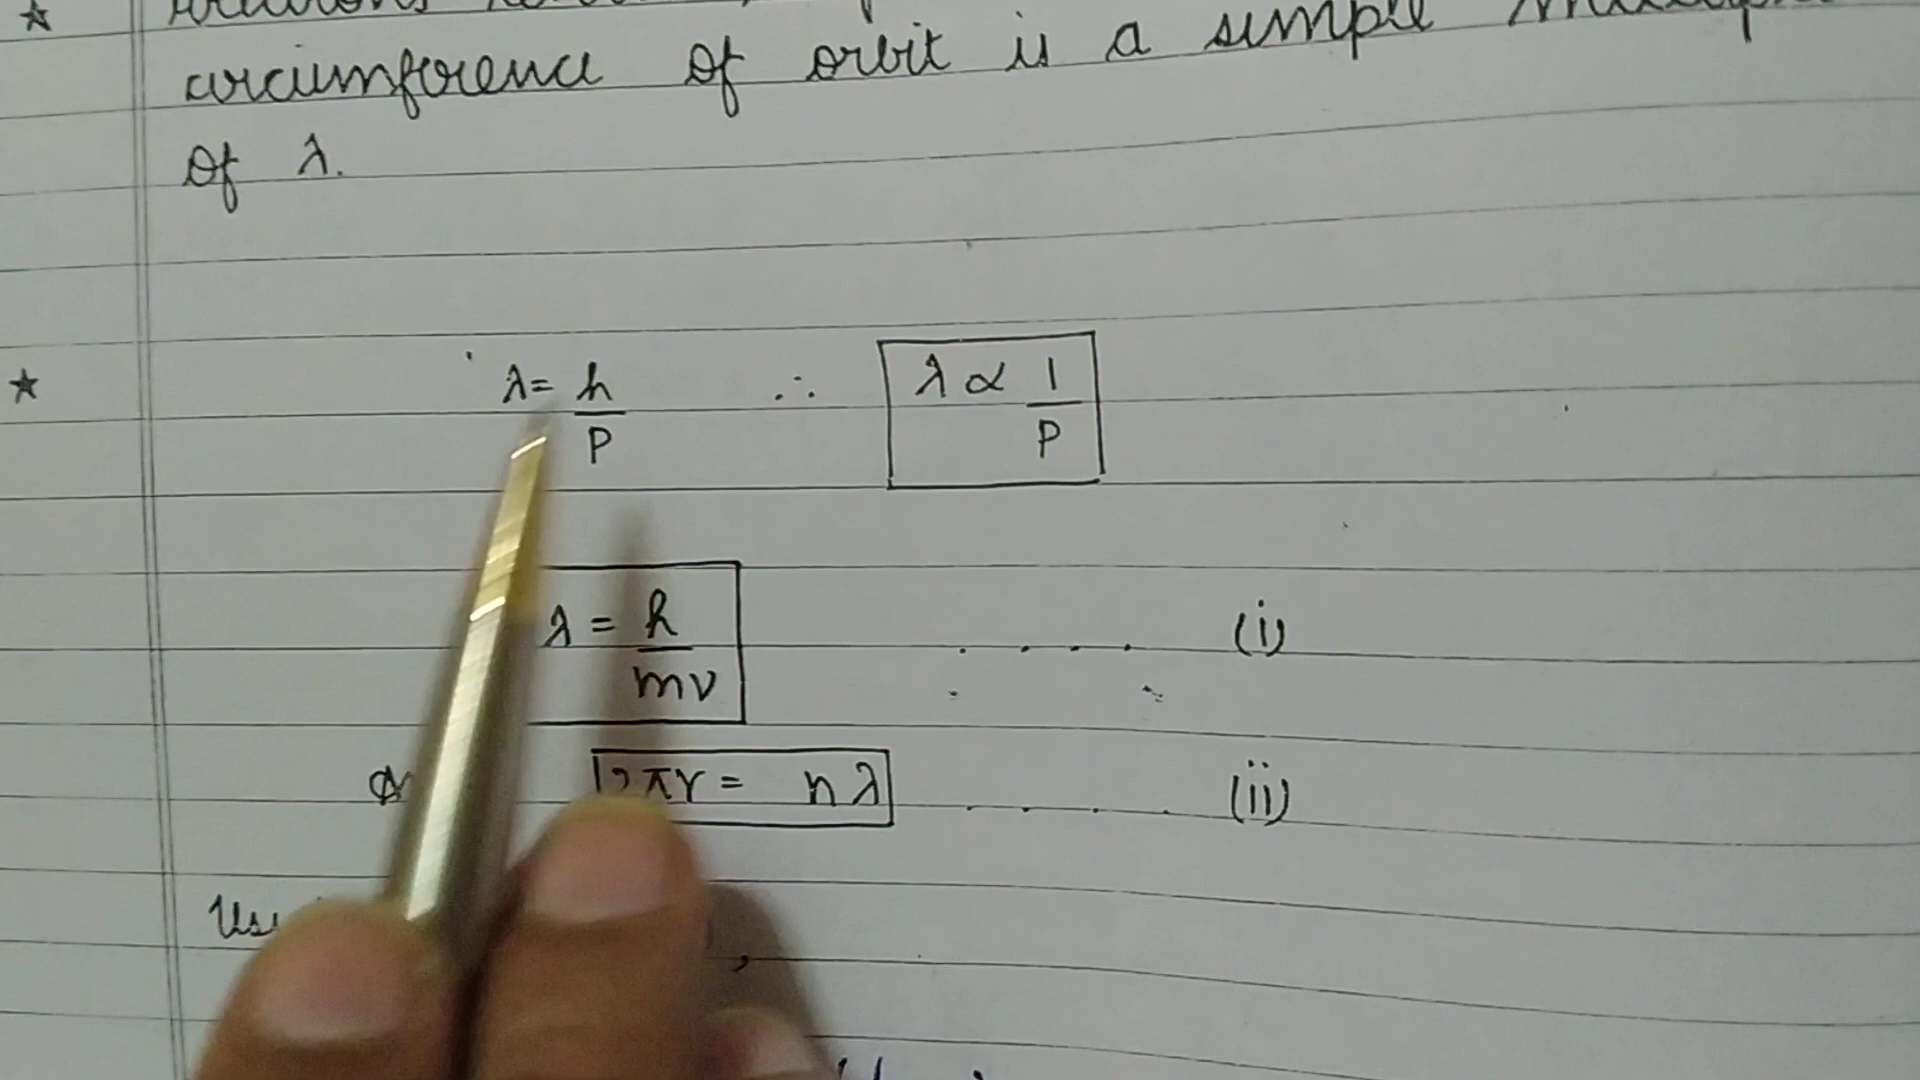 circumference of orbit is a simple
of λ.
★ λ = h/P ∴ λ ∝ 1/P
λ = h/mv ..... (i)
2πr = nλ ..... (ii)